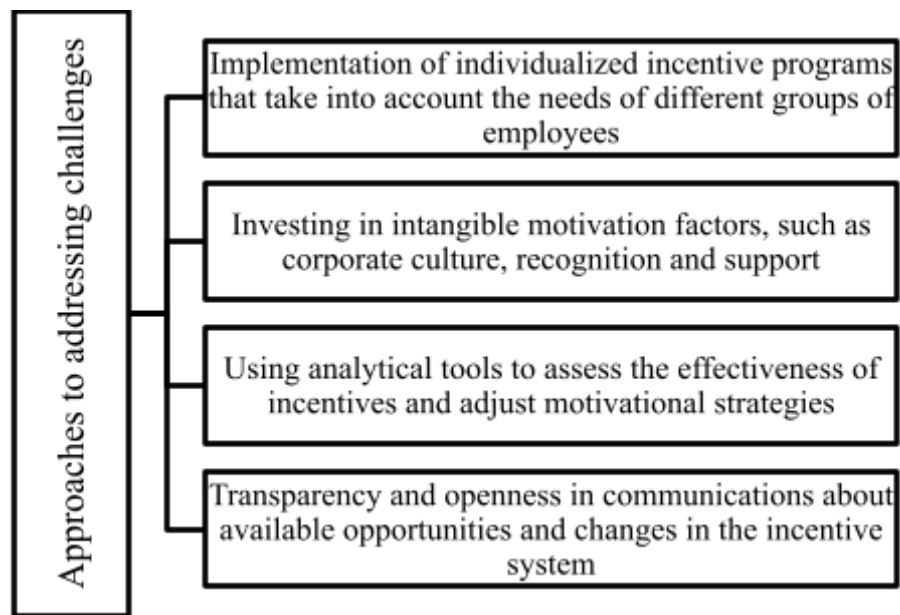 Approaches to addressing challenges
Implementation of individualized incentive programs
that take into account the needs of different groups of
employees
Investing in intangible motivation factors, such as
corporate culture, recognition and support
Using analytical tools to assess the effectiveness of
incentives and adjust motivational strategies
Transparency and openness in communications about
available opportunities and changes in the incentive
system